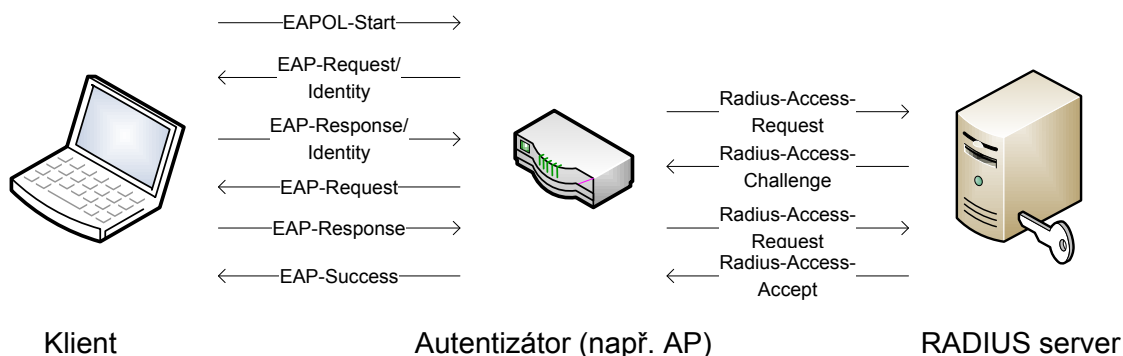 EAPOL-Start
EAP-Request/
Identity
EAP-Response/
Identity
EAP-Request
EAP-Response
EAP-Success
Radius-Access-
Request
Radius-Access-
Challenge
Radius-Access-
Request
Radius-Access-
Accept
Klient
Autentizátor (např. AP)
RADIUS server